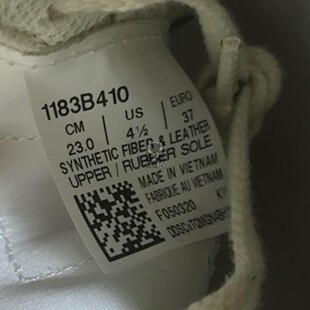 1183B410
CM US EURO
23.0 4½ 37
SYNTHETIC FIBER & LEATHER
UPPER / RUBBER SOLE
MADE IN VIETNAM
FABRIQUE AU VIETNAM
F050320